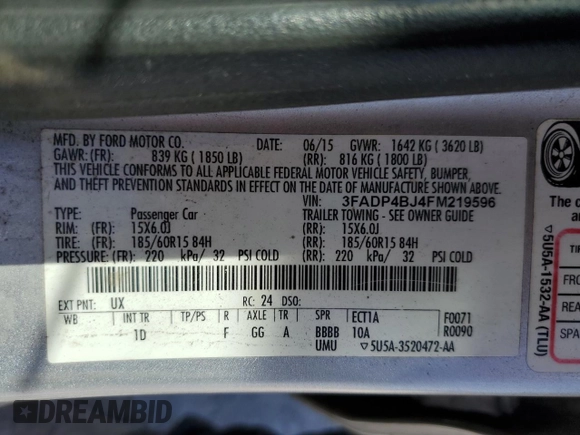 MFD. BY FORD MOTOR CO. DATE: 06/15 GVWR: 1642 KG ( 3620 LB)
GAWR: (FR): 839 KG ( 1850 LB) (RR): 816 KG ( 1800 LB)
THIS VEHICLE CONFORMS TO ALL APPLICABLE FEDERAL MOTOR VEHICLE SAFETY, BUMPER,
AND THEFT PREVENTION STANDARDS IN EFFECT ON THE DATE OF MANUFACTURE SHOWN ABOVE.
VIN: 3FADP4BJ4FM219596
TYPE: Passenger Car TRAILER TOWING - SEE OWNER GUIDE
RIM: (FR): 15X6.0J (RR): 15X6.0J
TIRE: (FR): 185/60R15 84H (RR): 185/60R15 84H
PRESSURE: (FR): 220 kPa/ 32 PSI COLD (RR): 220 kPa/ 32 PSI COLD
EXT PNT: UX RC: 24 DSO:
WB INT TR TP/PS R AXLE TR SPR ECT1A F0071
1D F GG A BBBB 10A R0090
UMU ▽5U5A-3520472-AA
The c
and c
▽5U5A-1532-AA (TLU)
FRO
REA
SPA
DREAMBID